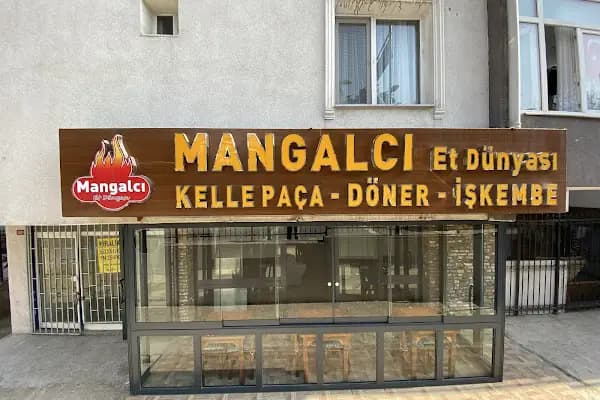 MANGALCI Et Dünyası
KELLE PAÇA - DÖNER - İŞKEMBE
Mangalcı
Et Dünyası